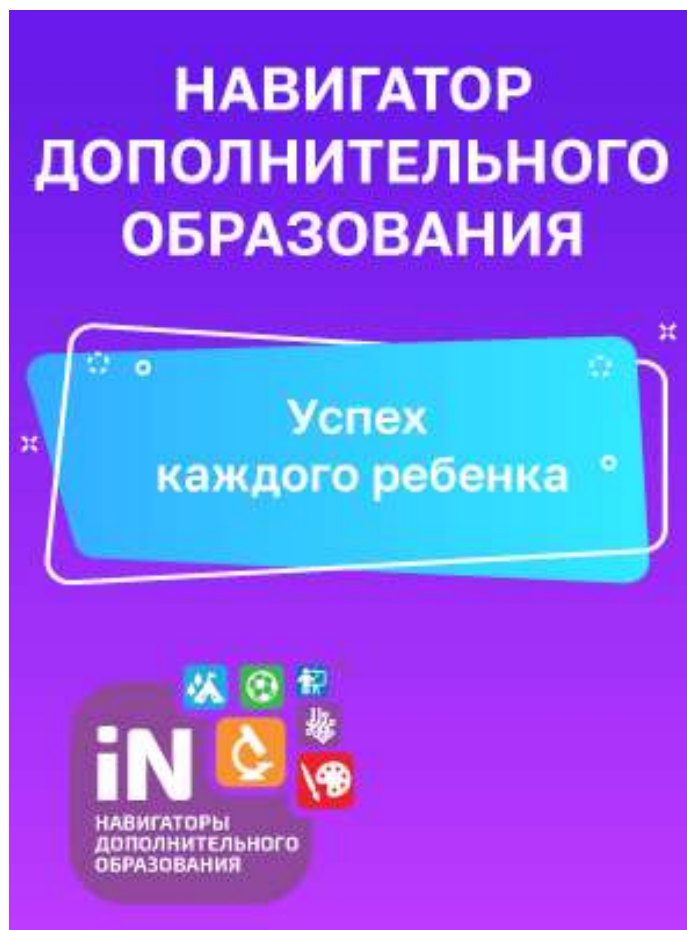 НАВИГАТОР
ДОПОЛНИТЕЛЬНОГО
ОБРАЗОВАНИЯ
Успех
каждого ребенка
iN
НАВИГАТОРЫ
ДОПОЛНИТЕЛЬНОГО
ОБРАЗОВАНИЯ